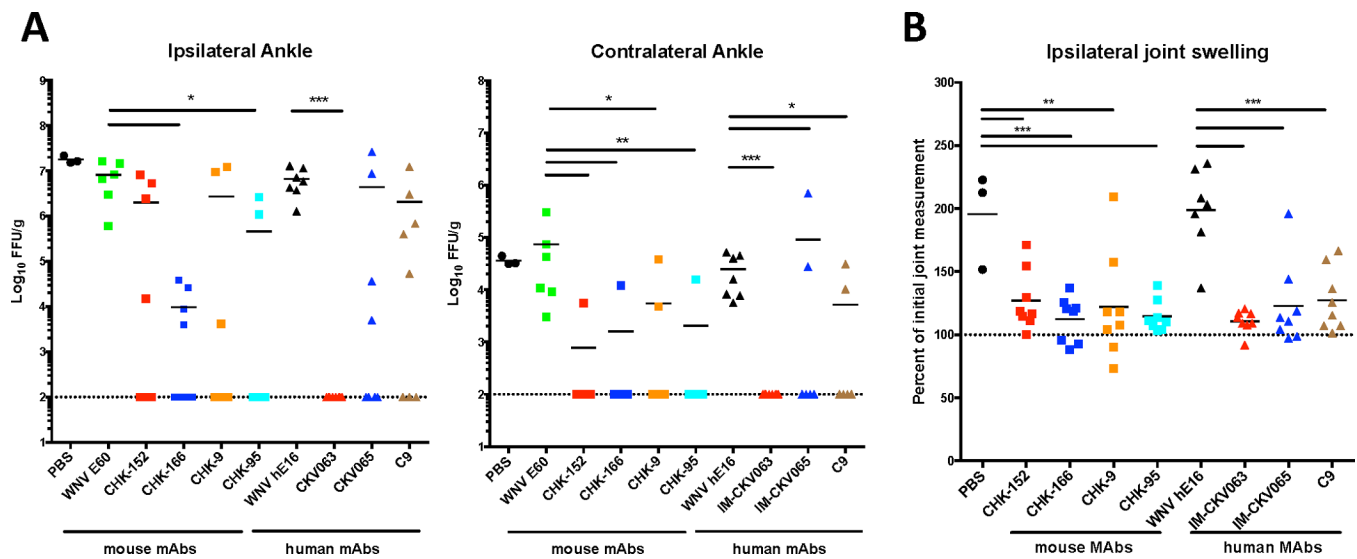 A
Ipsilateral Ankle
Log10 FFU/g
9
8
7
6
5
4
3
2
1
*
***
PBS
WNV E60
CHK-152
CHK-166
CHK-9
CHK-95
WNV hE16
CKV063
CKV065
C9
mouse mAbs
human mAbs
Contralateral Ankle
Log10 FFU/g
8
7
6
5
4
3
2
1
*
**
***
*
PBS
WNV E60
CHK-152
CHK-166
CHK-9
CHK-95
WNV hE16
IM-CKV063
IM-CKV065
C9
mouse mAbs
human mAbs
B
Ipsilateral joint swelling
Percent of initial joint measurement
300
250
200
150
100
50
0
**
***
***
PBS
CHK-152
CHK-166
CHK-9
CHK-95
WNV hE16
IM-CKV063
IM-CKV065
C9
mouse MAbs
human MAbs